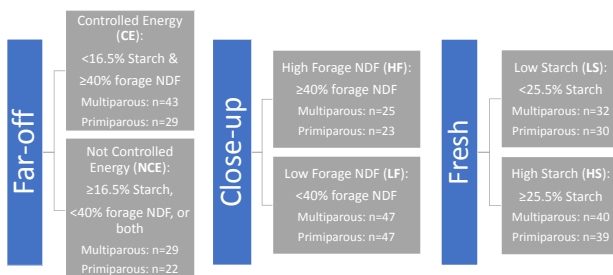 Far-off
Controlled Energy (CE):
<16.5% Starch &
≥40% forage NDF
Multiparous: n=43
Primiparous: n=29
Not Controlled
Energy (NCE):
≥16.5% Starch,
<40% forage NDF, or
both
Multiparous: n=29
Primiparous: n=22
Close-up
High Forage NDF (HF):
≥40% forage NDF
Multiparous: n=25
Primiparous: n=23
Low Forage NDF (LF):
<40% forage NDF
Multiparous: n=47
Primiparous: n=47
Fresh
Low Starch (LS):
<25.5% Starch
Multiparous: n=32
Primiparous: n=30
High Starch (HS):
≥25.5% Starch
Multiparous: n=40
Primiparous: n=39